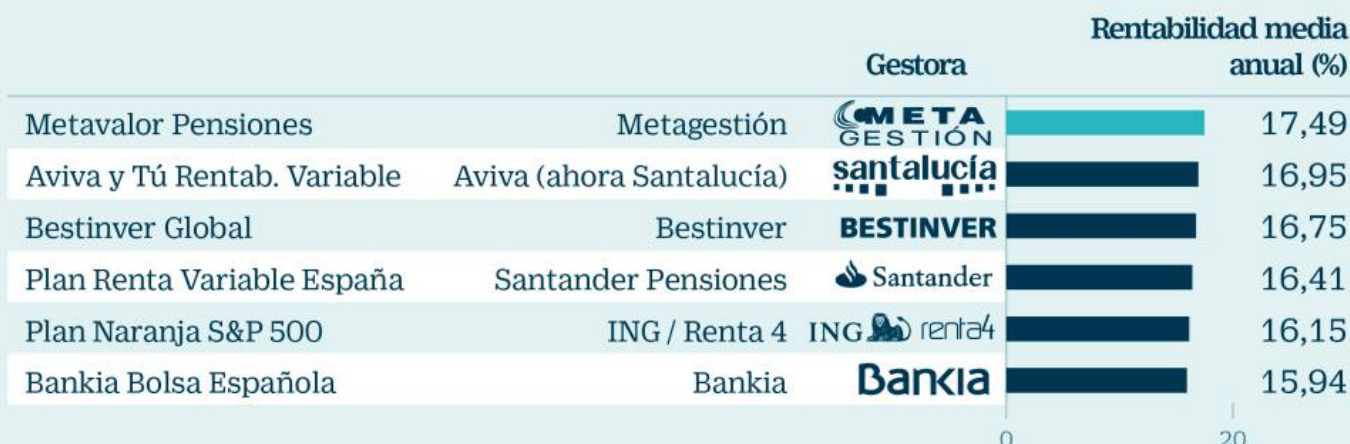 Rentabilidad media
Gestora anual (%)
Metavalor Pensiones Metagestión META GESTIÓN 17,49
Aviva y Tú Rentab. Variable Aviva (ahora Santalucía) santalucía 16,95
Bestinver Global Bestinver BESTINVER 16,75
Plan Renta Variable España Santander Pensiones Santander 16,41
Plan Naranja S&P 500 ING / Renta 4 ING renta4 16,15
Bankia Bolsa Española Bankia Bankia 15,94
0 20